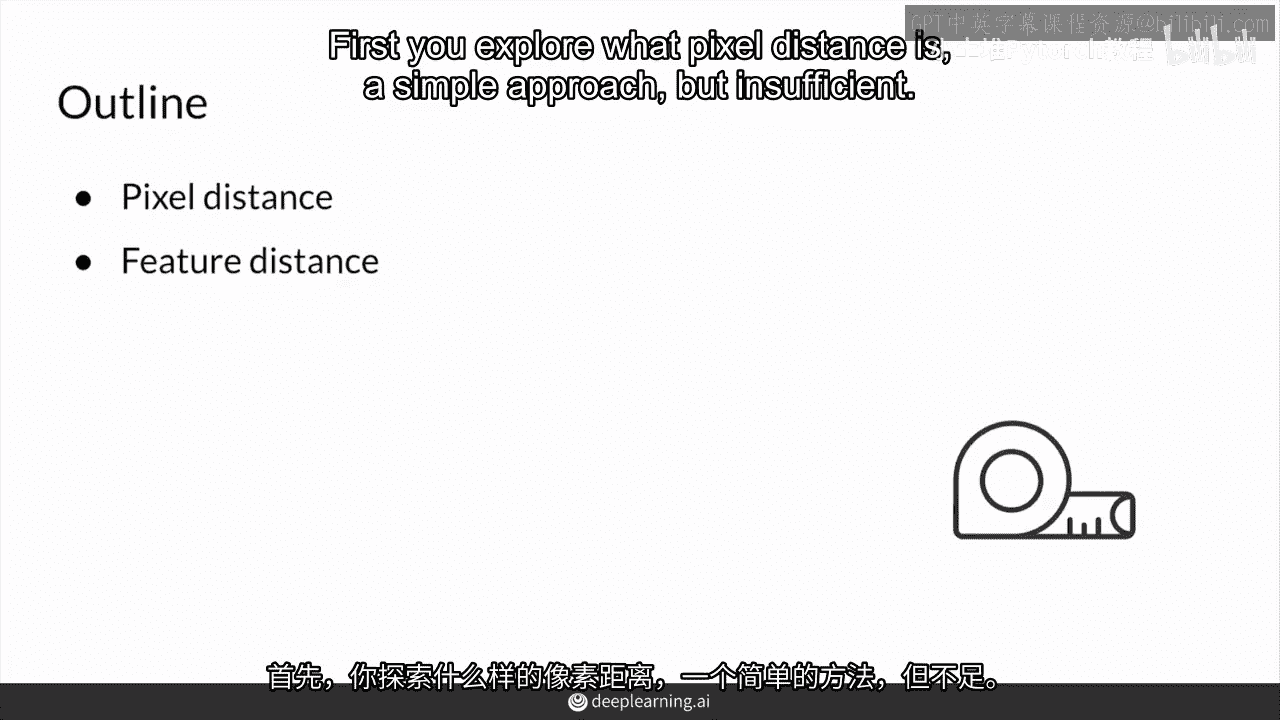 GPT中英字幕课程资源@bilibili.com
First you explore what pixel distance is,
a simple approach, but insufficient.
Outline
● Pixel distance
● Feature distance
首先，你探索什么样的像素距离，一个简单的方法，但不足。
deeplearning.ai